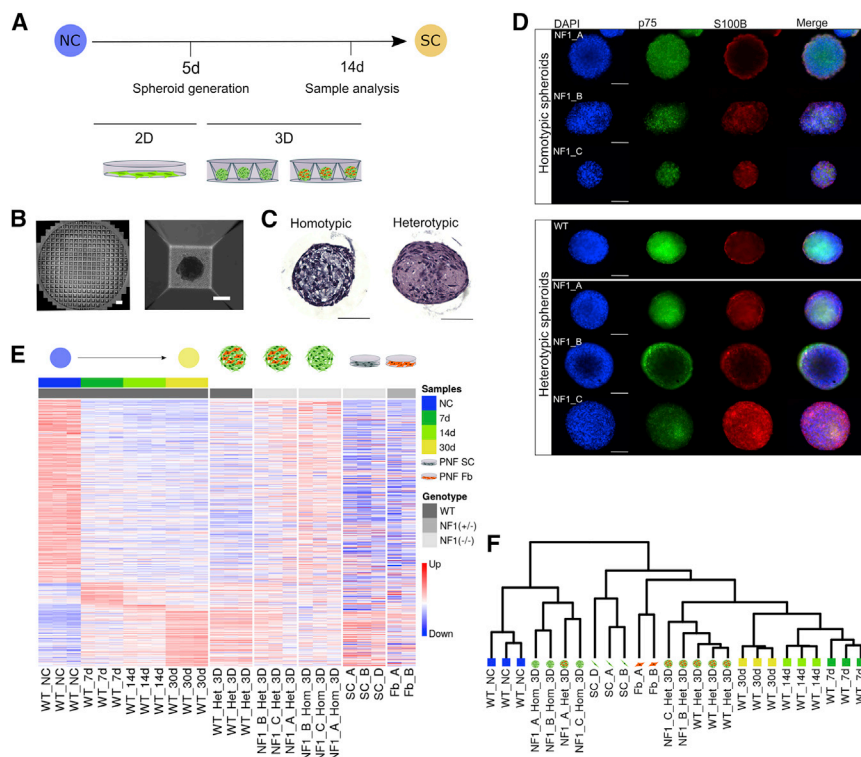 A
NC
SC
5d
14d
Spheroid generation
Sample analysis
2D
3D
B
C
Homotypic
Heterotypic
D
DAPI
p75
S100B
Merge
Homotypic spheroids
NF1_A
NF1_B
NF1_C
Heterotypic spheroids
WT
NF1_A
NF1_B
NF1_C
E
Samples
NC
7d
14d
30d
PNF SC
PNF Fb
Genotype
WT
NF1(+/-)
NF1(-/-)
Up
Down
WT_NC
WT_NC
WT_NC
WT_7d
WT_7d
WT_7d
WT_14d
WT_14d
WT_14d
WT_30d
WT_30d
WT_30d
WT_Het_3D
WT_Het_3D
WT_Het_3D
NF1_B_Het_3D
NF1_C_Het_3D
NF1_A_Het_3D
NF1_B_Hom_3D
NF1_C_Hom_3D
NF1_A_Hom_3D
SC_A
SC_B
SC_D
Fb_A
Fb_B
F
WT_NC
WT_NC
WT_NC
NF1_A_Hom_3D
NF1_B_Hom_3D
NF1_A_Het_3D
NF1_C_Hom_3D
SC_D
SC_A
SC_B
Fb_A
Fb_B
NF1_C_Het_3D
NF1_B_Het_3D
WT_Het_3D
WT_Het_3D
WT_Het_3D
WT_30d
WT_30d
WT_30d
WT_14d
WT_14d
WT_14d
WT_7d
WT_7d
WT_7d